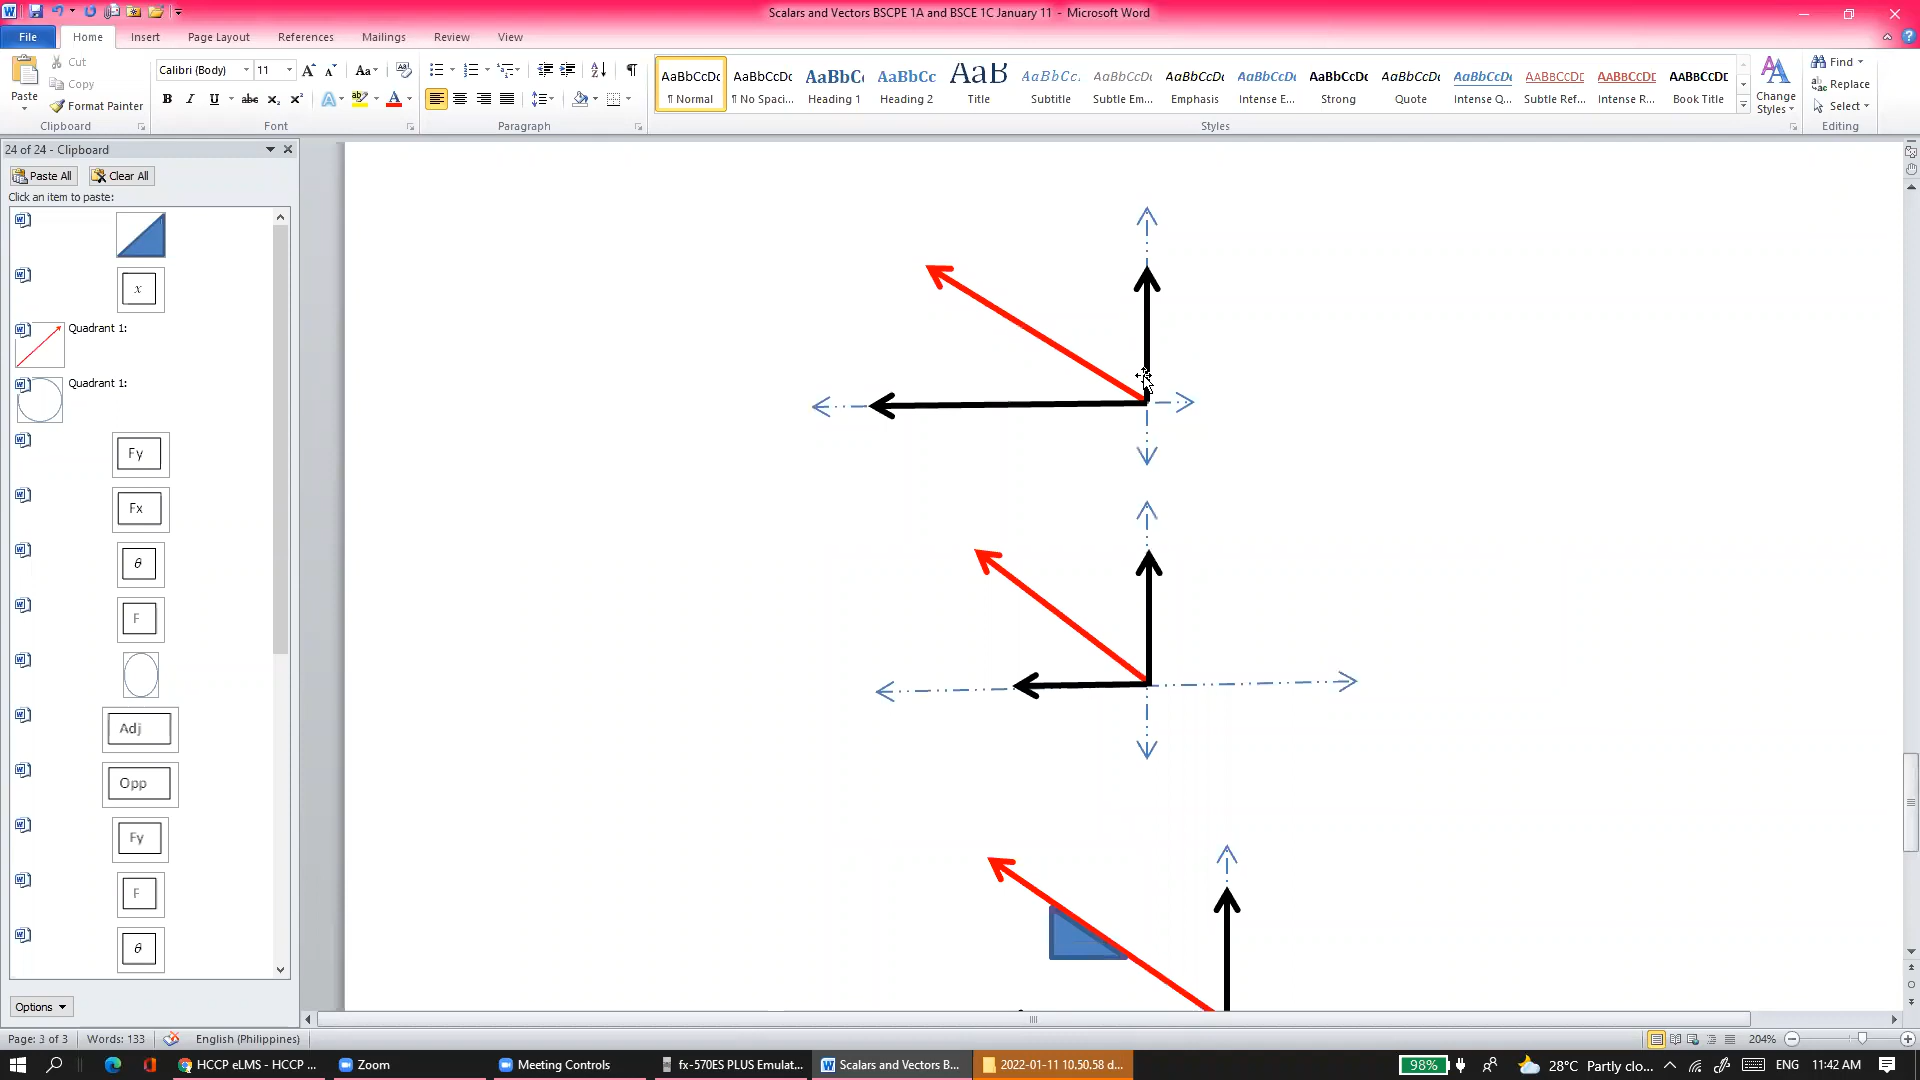 Scalars and Vectors BSCPE 1A and BSCE 1C January 11 - Microsoft Word
File Home Insert Page Layout References Mailings Review View
Paste
Cut
Copy
Format Painter
Clipboard
Calibri (Body) 11
Font
Paragraph
AaBbCcDc AaBbCcDc AaBbC AaBbCc AaB AaBbCc. AaBbCcDc AaBbCcDc AaBbCcDc AaBbCcDc AaBbCcDc AaBbCcDc AABBCCDE AABBCCDE AABBCCDE
¶ Normal ¶ No Spaci... Heading 1 Heading 2 Title Subtitle Subtle Em... Emphasis Intense E... Strong Quote Intense Q... Subtle Ref... Intense R... Book Title
Styles
Change Styles
Find
Replace
Select
Editing
24 of 24 - Clipboard
Paste All Clear All
Click an item to paste:
x
Quadrant 1:
Quadrant 1:
Fy
Fx
θ
F
Adj
Opp
Fy
F
θ
Options
Page: 3 of 3 Words: 133 English (Philippines) 204%
HCCP eLMS - HCCP ... Zoom Meeting Controls fx-570ES PLUS Emulat... Scalars and Vectors B... 2022-01-11 10.50.58 d... 98% 28°C Partly clo... ENG 11:42 AM